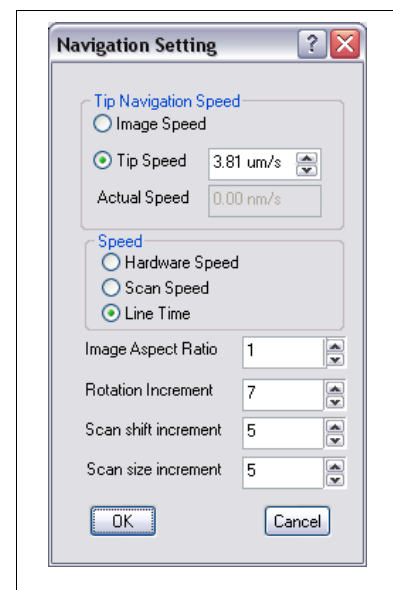 Navigation Setting
Tip Navigation Speed
Image Speed
Tip Speed 3.81 um/s
Actual Speed 0.00 nm/s
Speed
Hardware Speed
Scan Speed
Line Time
Image Aspect Ratio 1
Rotation Increment 7
Scan shift increment 5
Scan size increment 5
OK Cancel